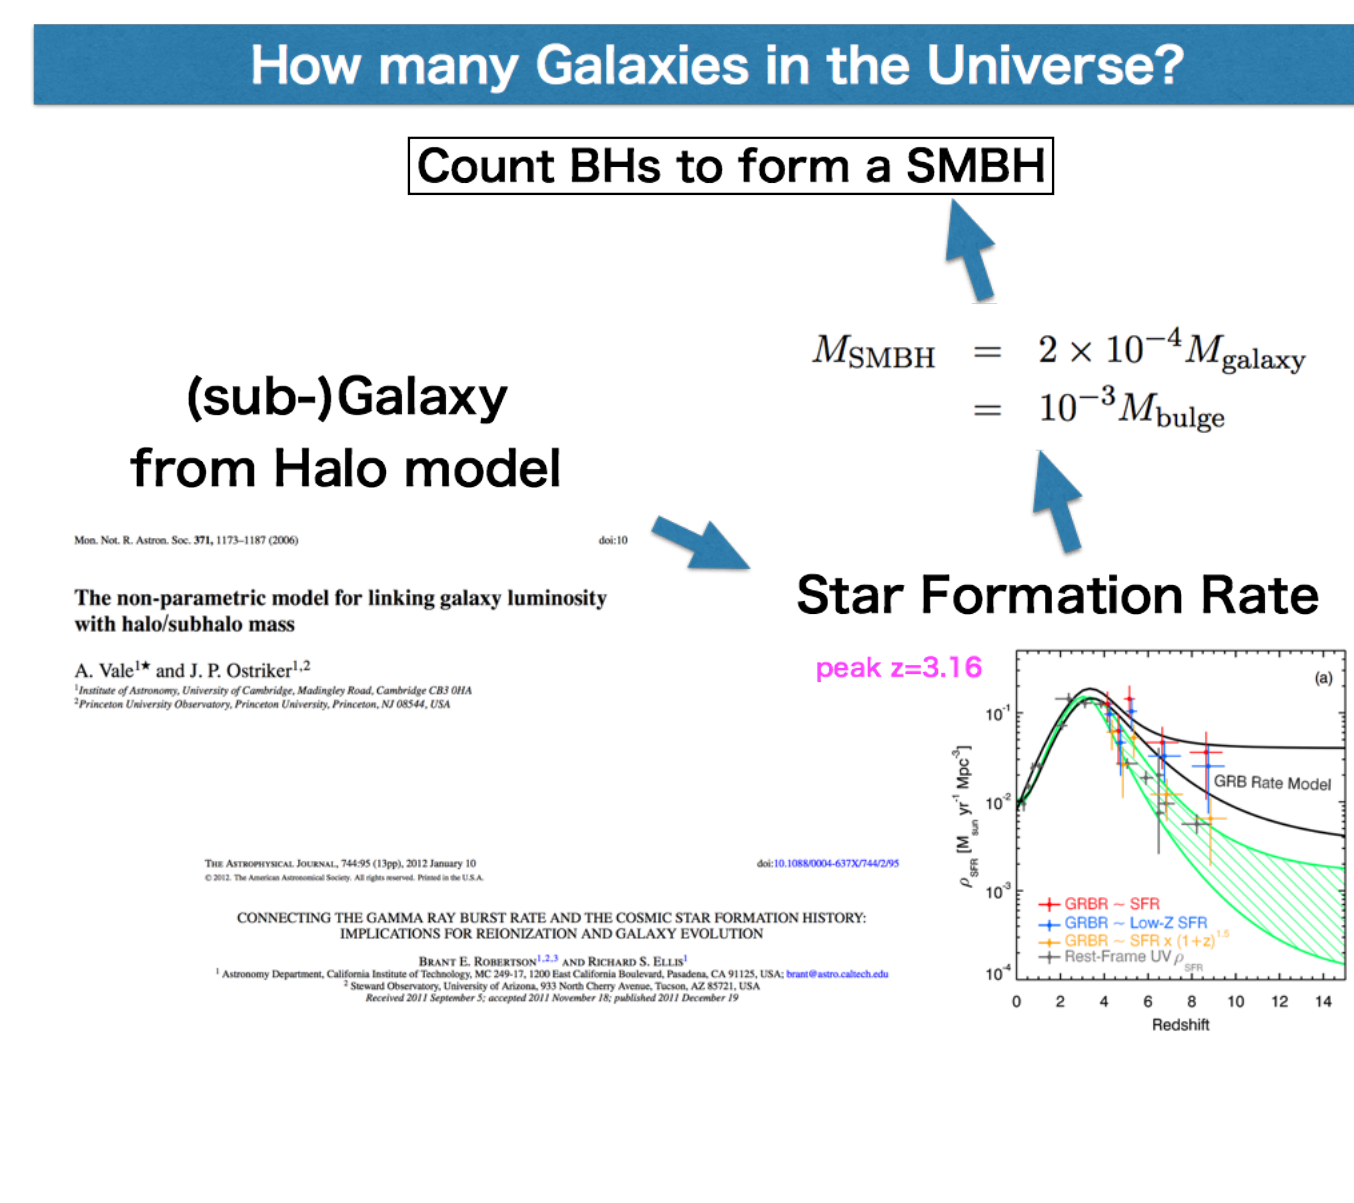 How many Galaxies in the Universe?
Count BHs to form a SMBH
M_SMBH = 2 × 10^−4 M_galaxy
= 10^−3 M_bulge
(sub-)Galaxy
from Halo model
Mon. Not. R. Astron. Soc. 371, 1173–1187 (2006) doi:10
The non-parametric model for linking galaxy luminosity
with halo/subhalo mass
A. Vale1★ and J. P. Ostriker1,2
1Institute of Astronomy, University of Cambridge, Madingley Road, Cambridge CB3 0HA
2Princeton University Observatory, Princeton University, Princeton, NJ 08544, USA
Star Formation Rate
peak z=3.16
(a)
10^-1
10^-2
10^-3
10^-4
ρ_SFR [M_sun yr^-1 Mpc^-3]
GRB Rate Model
GRBR ~ SFR
GRBR ~ Low-Z SFR
GRBR ~ SFR x (1+z)^1.5
Rest-Frame UV ρ_SFR
0 2 4 6 8 10 12 14
Redshift
THE ASTROPHYSICAL JOURNAL, 744:95 (13pp), 2012 January 10 doi:10.1088/0004-637X/744/2/95
© 2012. The American Astronomical Society. All rights reserved. Printed in the U.S.A.
CONNECTING THE GAMMA RAY BURST RATE AND THE COSMIC STAR FORMATION HISTORY:
IMPLICATIONS FOR REIONIZATION AND GALAXY EVOLUTION
BRANT E. ROBERTSON1,2,3 AND RICHARD S. ELLIS1
1 Astronomy Department, California Institute of Technology, MC 249-17, 1200 East California Boulevard, Pasadena, CA 91125, USA; brant@astro.caltech.edu
2 Steward Observatory, University of Arizona, 933 North Cherry Avenue, Tucson, AZ 85721, USA
Received 2011 September 5; accepted 2011 November 18; published 2011 December 19